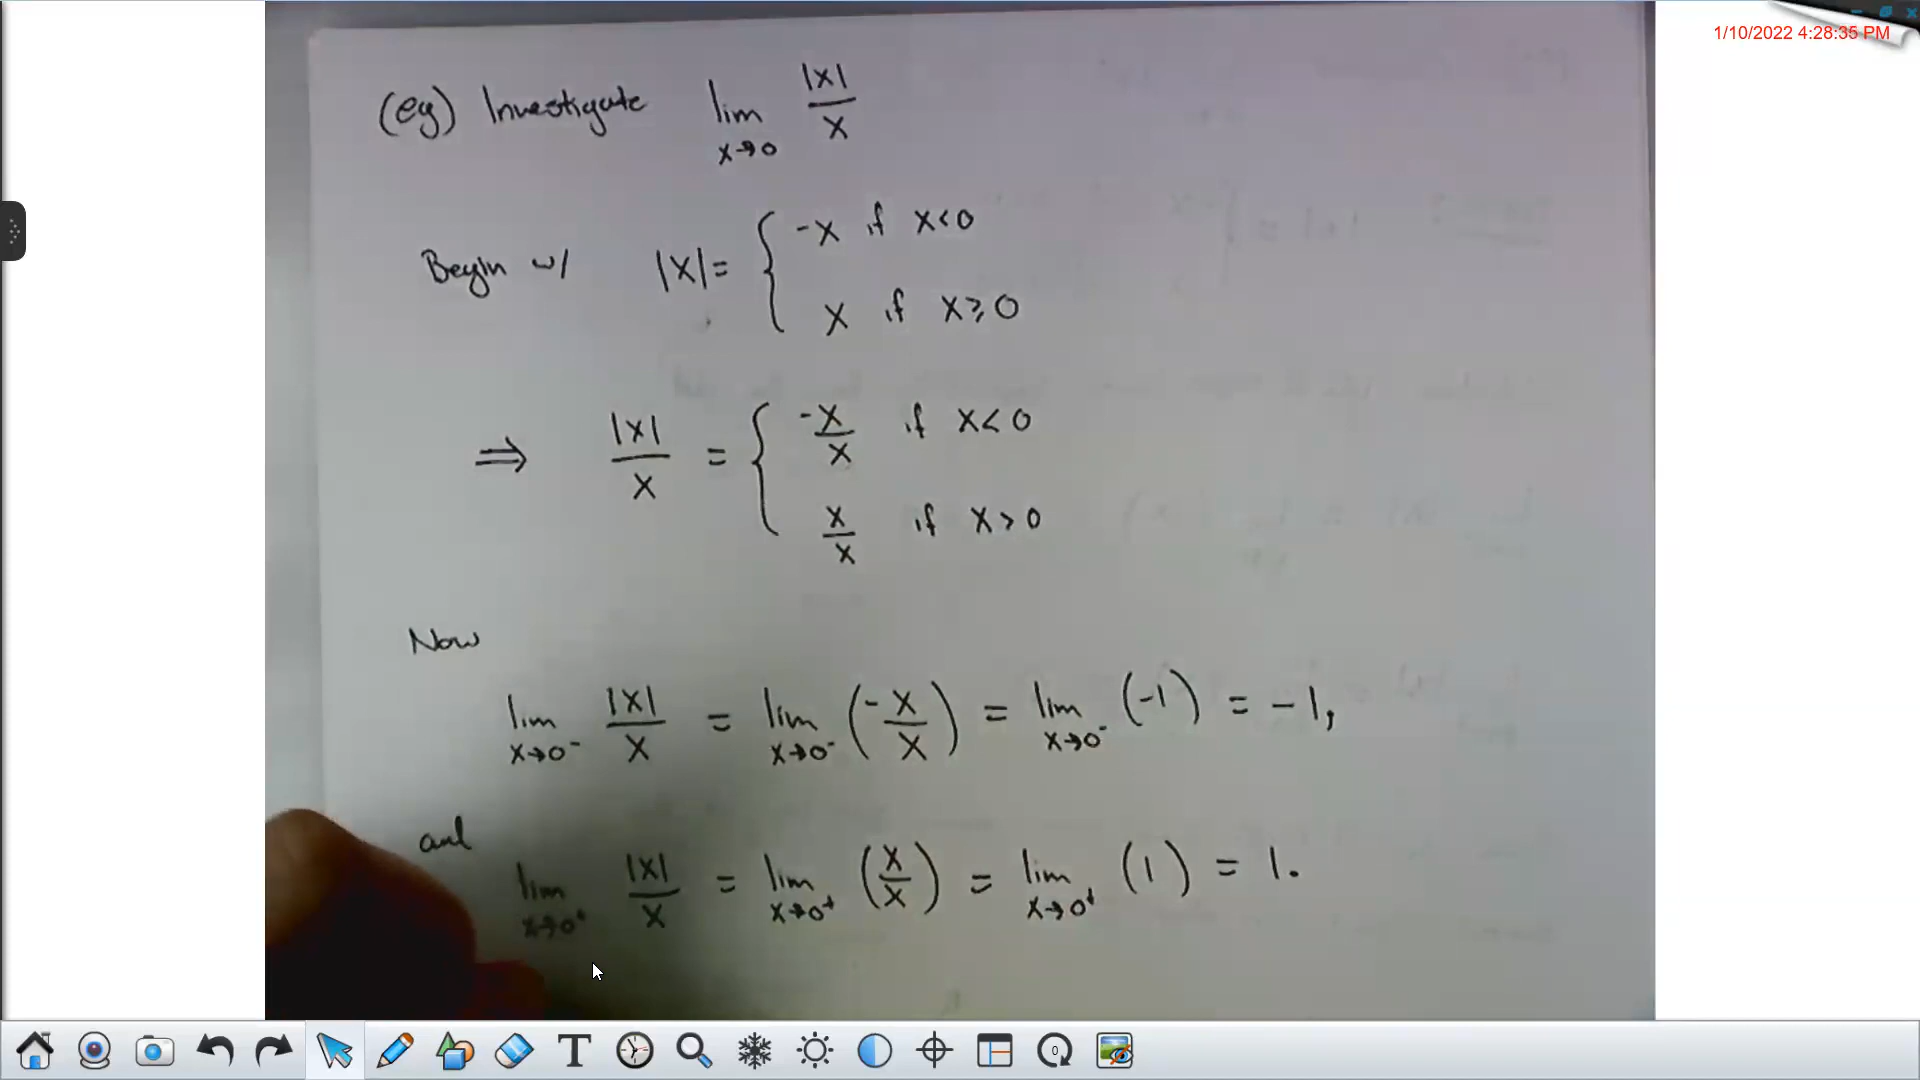 1/10/2022 4:28:35 PM
(eg) Investigate lim x→0 |x|/x
Begin w/ |x| = { -x if x<0
x if x≥0
⇒ |x|/x = { -x/x if x<0
x/x if x>0
Now
lim x→0⁻ |x|/x = lim x→0⁻ (-x/x) = lim x→0⁻ (-1) = -1,
and
lim x→0⁺ |x|/x = lim x→0⁺ (x/x) = lim x→0⁺ (1) = 1.
T
0